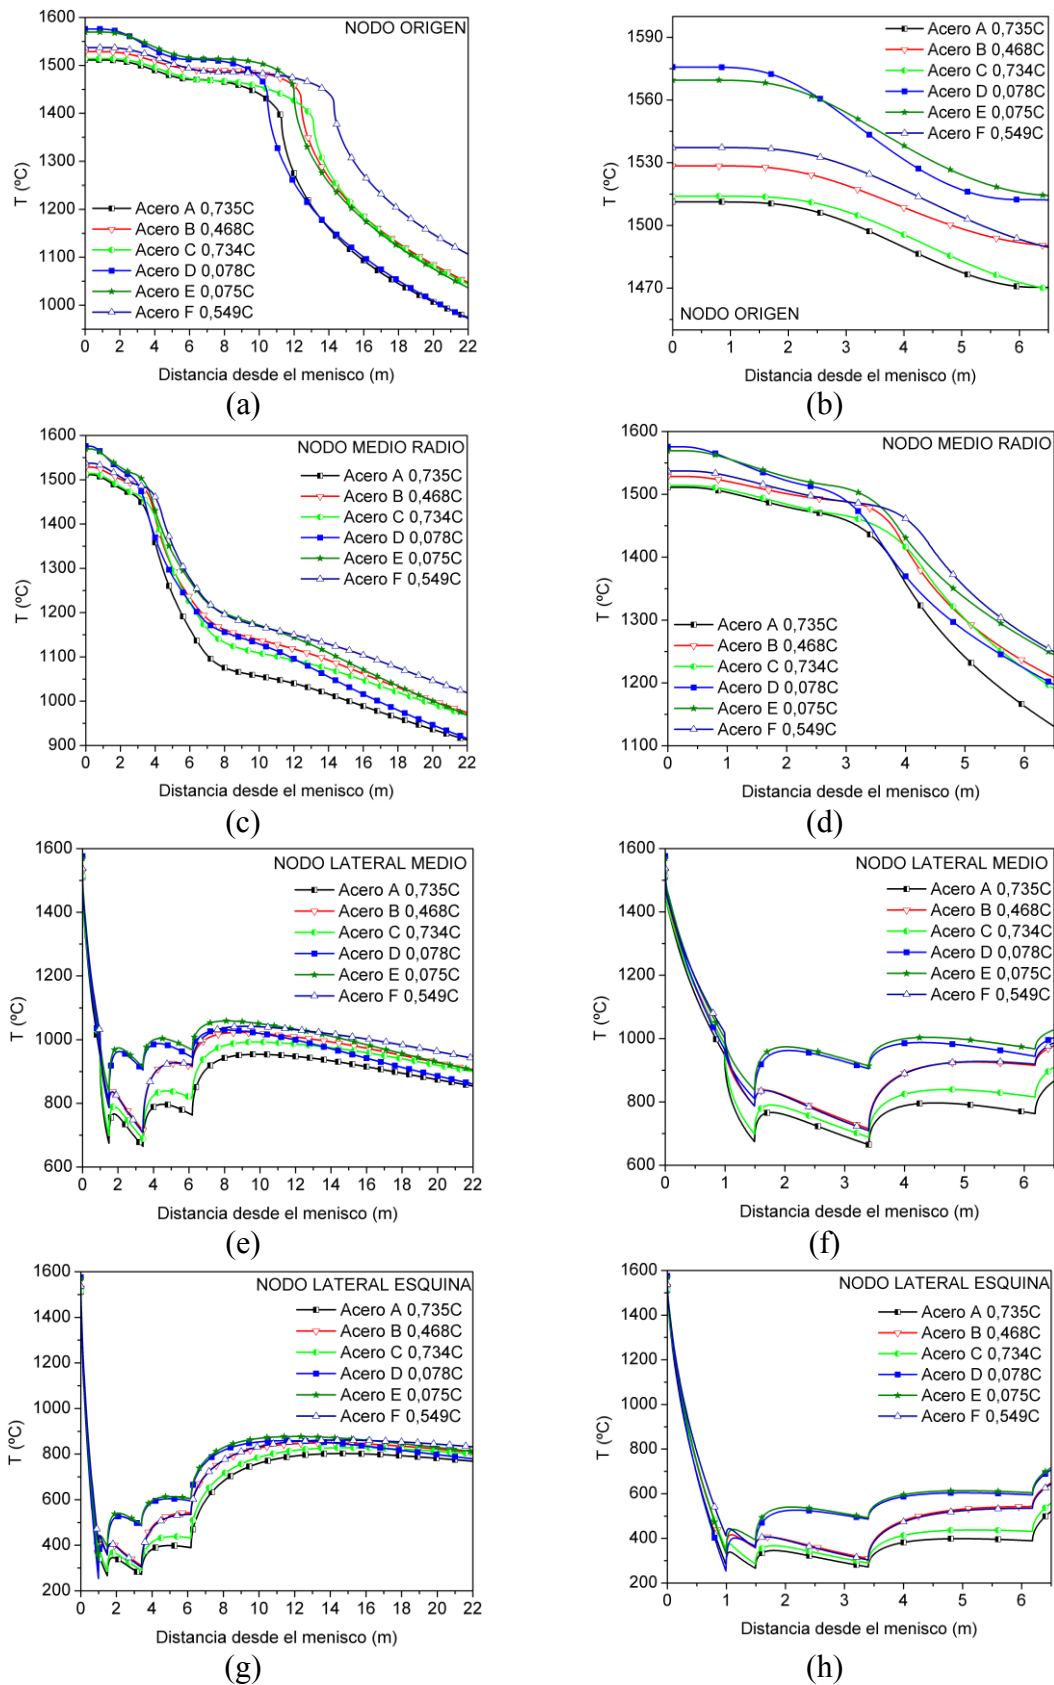 NODO ORIGEN
T (ºC)
1600
1500
1400
1300
1200
1100
1000
Acero A 0,735C
Acero B 0,468C
Acero C 0,734C
Acero D 0,078C
Acero E 0,075C
Acero F 0,549C
0 2 4 6 8 10 12 14 16 18 20 22
Distancia desde el menisco (m)
(a)
T (ºC)
1590
1560
1530
1500
1470
Acero A 0,735C
Acero B 0,468C
Acero C 0,734C
Acero D 0,078C
Acero E 0,075C
Acero F 0,549C
NODO ORIGEN
0 1 2 3 4 5 6
Distancia desde el menisco (m)
(b)
NODO MEDIO RADIO
T (ºC)
1600
1500
1400
1300
1200
1100
1000
900
Acero A 0,735C
Acero B 0,468C
Acero C 0,734C
Acero D 0,078C
Acero E 0,075C
Acero F 0,549C
0 2 4 6 8 10 12 14 16 18 20 22
Distancia desde el menisco (m)
(c)
NODO MEDIO RADIO
T (ºC)
1600
1500
1400
1300
1200
1100
Acero A 0,735C
Acero B 0,468C
Acero C 0,734C
Acero D 0,078C
Acero E 0,075C
Acero F 0,549C
0 1 2 3 4 5 6
Distancia desde el menisco (m)
(d)
NODO LATERAL MEDIO
T (ºC)
1600
1400
1200
1000
800
600
Acero A 0,735C
Acero B 0,468C
Acero C 0,734C
Acero D 0,078C
Acero E 0,075C
Acero F 0,549C
0 2 4 6 8 10 12 14 16 18 20 22
Distancia desde el menisco (m)
(e)
NODO LATERAL MEDIO
T (ºC)
1600
1400
1200
1000
800
600
Acero A 0,735C
Acero B 0,468C
Acero C 0,734C
Acero D 0,078C
Acero E 0,075C
Acero F 0,549C
0 1 2 3 4 5 6
Distancia desde el menisco (m)
(f)
NODO LATERAL ESQUINA
T (ºC)
1600
1400
1200
1000
800
600
400
200
Acero A 0,735C
Acero B 0,468C
Acero C 0,734C
Acero D 0,078C
Acero E 0,075C
Acero F 0,549C
0 2 4 6 8 10 12 14 16 18 20 22
Distancia desde el menisco (m)
(g)
NODO LATERAL ESQUINA
T (ºC)
1600
1400
1200
1000
800
600
400
200
Acero A 0,735C
Acero B 0,468C
Acero C 0,734C
Acero D 0,078C
Acero E 0,075C
Acero F 0,549C
0 1 2 3 4 5 6
Distancia desde el menisco (m)
(h)